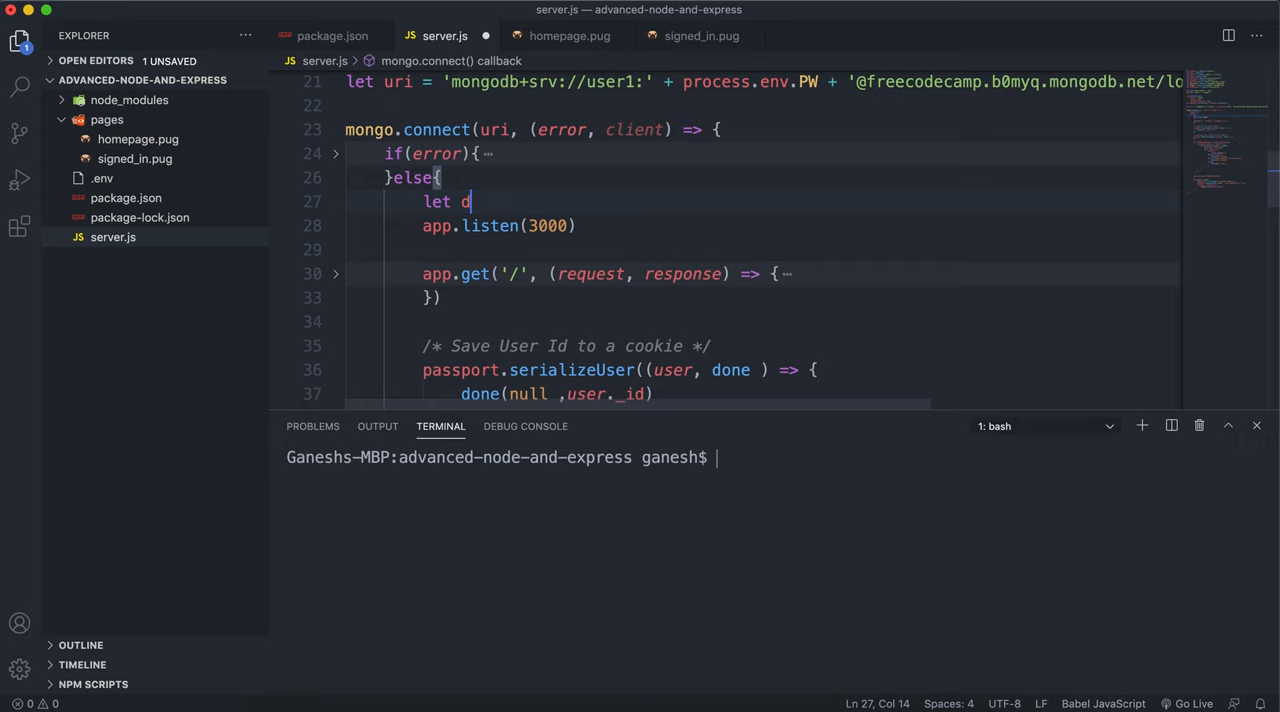 server.js — advanced-node-and-express
EXPLORER
package.json
JS server.js
homepage.pug
signed_in.pug
OPEN EDITORS 1 UNSAVED
JS server.js > mongo.connect() callback
ADVANCED-NODE-AND-EXPRESS
node_modules
pages
homepage.pug
signed_in.pug
.env
package.json
package-lock.json
JS server.js
21 let uri = 'mongodb+srv://user1:' + process.env.PW + '@freecodecamp.b0myq.mongodb.net/lo
22
23 mongo.connect(uri, (error, client) => {
24 if(error){⋯
26 }else{
27 let d
28 app.listen(3000)
29
30 app.get('/', (request, response) => {⋯
33 })
34
35 /* Save User Id to a cookie */
36 passport.serializeUser((user, done ) => {
37 done(null ,user._id)
PROBLEMS OUTPUT TERMINAL DEBUG CONSOLE
1: bash
Ganeshs-MBP:advanced-node-and-express ganesh$
OUTLINE
TIMELINE
NPM SCRIPTS
1
0 0
Ln 27, Col 14 Spaces: 4 UTF-8 LF Babel JavaScript Go Live